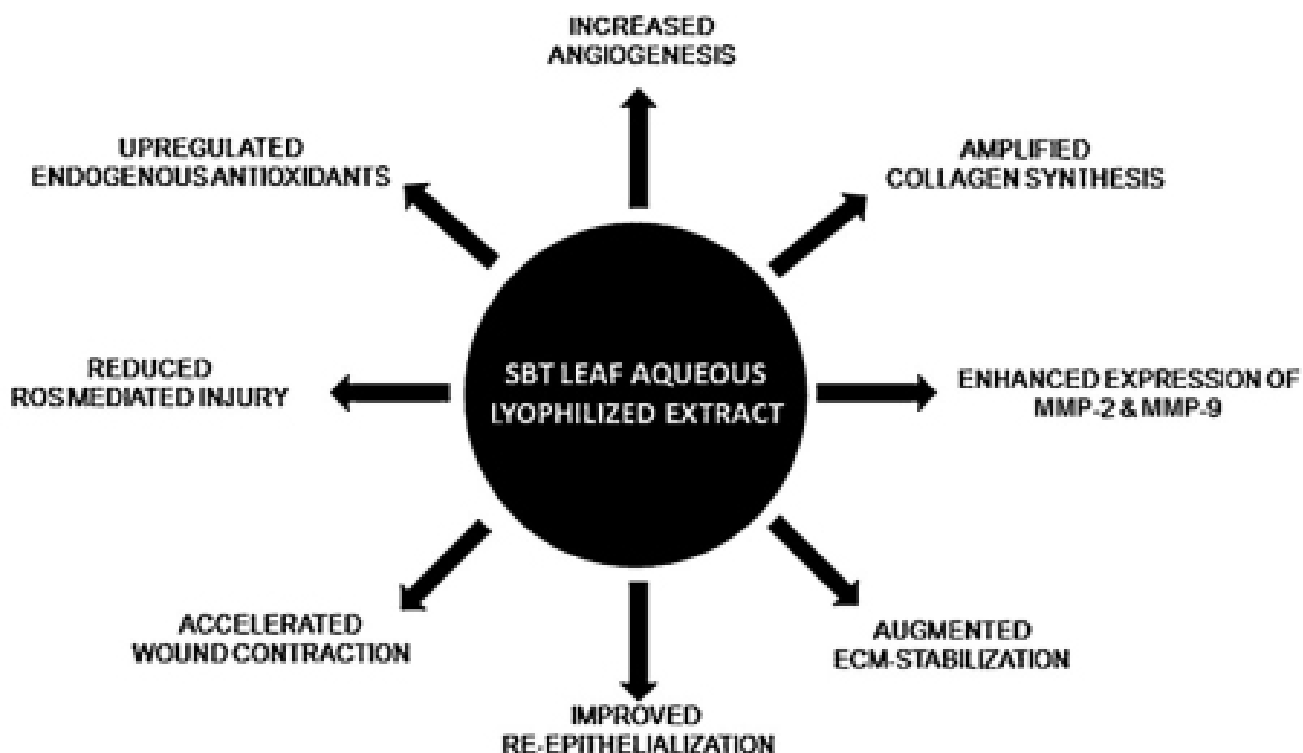 INCREASED
ANGIOGENESIS
UPREGULATED
ENDOGENOUS ANTIOXIDANTS
AMPLIFIED
COLLAGEN SYNTHESIS
REDUCED
ROS MEDIATED INJURY
SBT LEAF AQUEOUS
LYOPHILIZED EXTRACT
ENHANCED EXPRESSION OF
MMP-2 & MMP-9
ACCELERATED
WOUND CONTRACTION
AUGMENTED
ECM-STABILIZATION
IMPROVED
RE-EPITHELIALIZATION